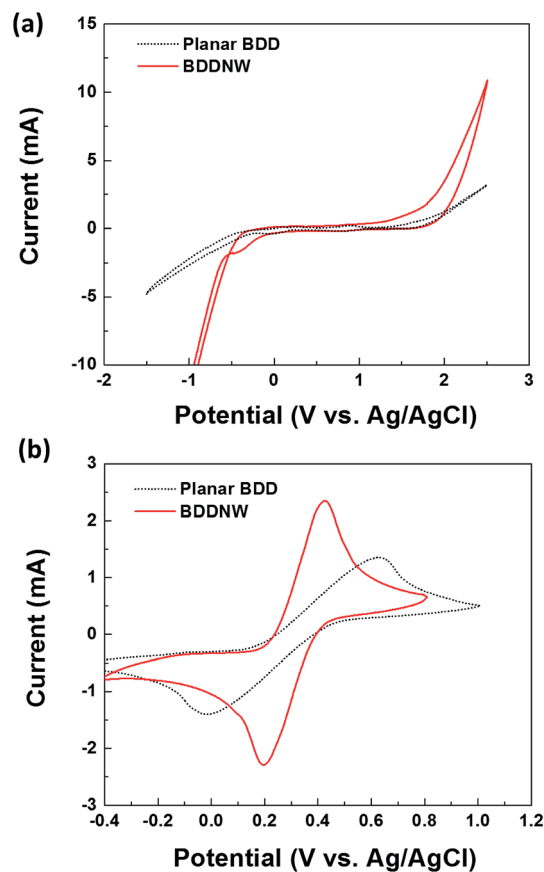 (a)
Planar BDD
BDDNW
15
10
5
0
-5
-10
-2 -1 0 1 2 3
Current (mA)
Potential (V vs. Ag/AgCl)
(b)
Planar BDD
BDDNW
3
2
1
0
-1
-2
-3
-0.4 -0.2 0.0 0.2 0.4 0.6 0.8 1.0 1.2
Current (mA)
Potential (V vs. Ag/AgCl)